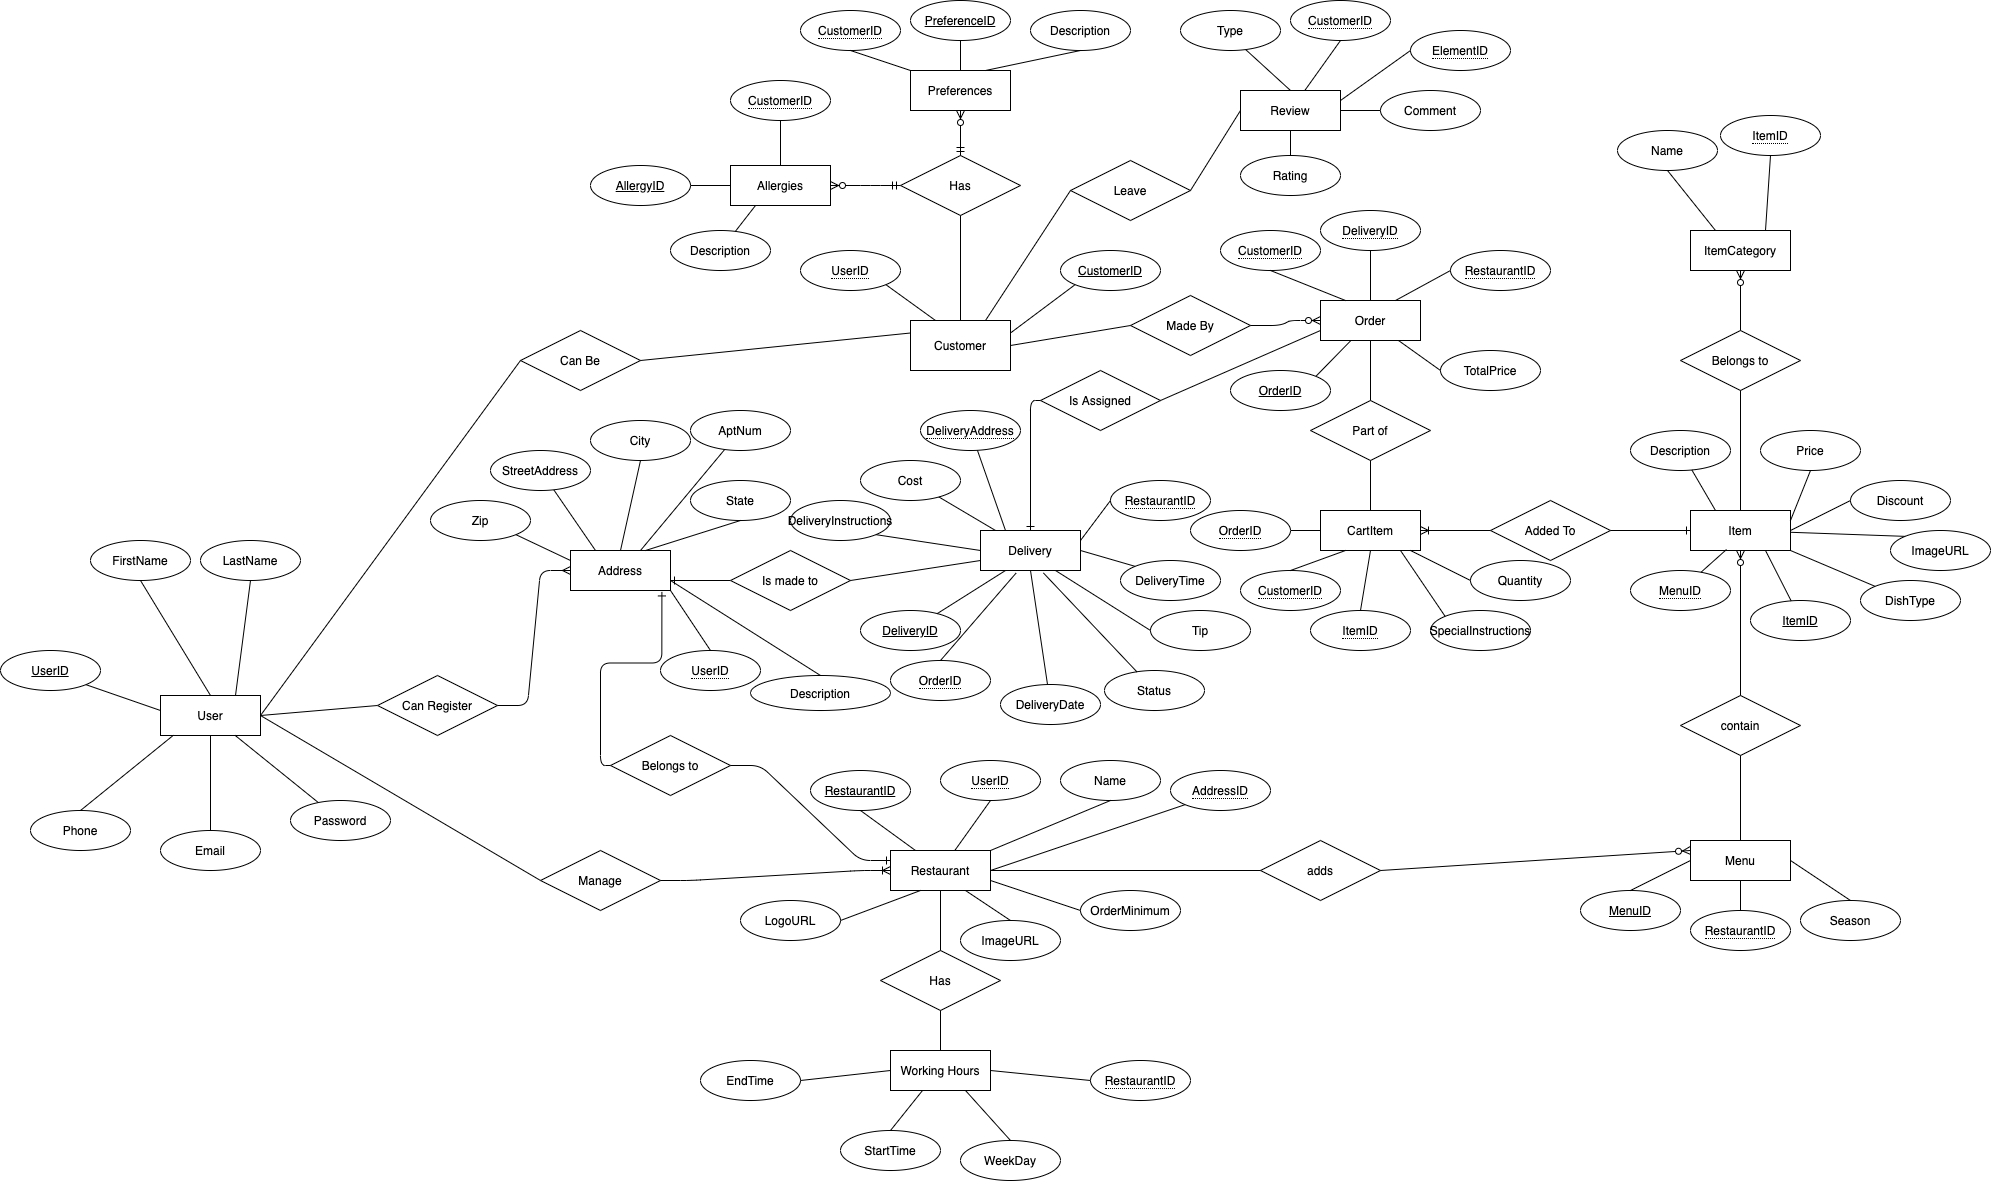 CustomerID
PreferenceID
Description
Preferences
Type
CustomerID
ElementID
Comment
Review
Rating
CustomerID
AllergyID
Allergies
Description
Has
Leave
Name
ItemID
ItemCategory
UserID
CustomerID
Customer
Made By
CustomerID
DeliveryID
RestaurantID
Order
OrderID
TotalPrice
Can Be
Is Assigned
Part of
Belongs to
Zip
StreetAddress
City
AptNum
State
Address
UserID
Description
Is made to
DeliveryAddress
Cost
DeliveryInstructions
RestaurantID
Delivery
DeliveryTime
DeliveryID
OrderID
DeliveryDate
Status
Tip
OrderID
CartItem
CustomerID
ItemID
SpecialInstructions
Quantity
Added To
Description
Price
Discount
Item
ImageURL
MenuID
ItemID
DishType
FirstName
LastName
UserID
User
Phone
Email
Password
Can Register
contain
Belongs to
Manage
RestaurantID
UserID
Name
AddressID
Restaurant
LogoURL
ImageURL
OrderMinimum
adds
Menu
MenuID
RestaurantID
Season
Has
EndTime
Working Hours
RestaurantID
StartTime
WeekDay